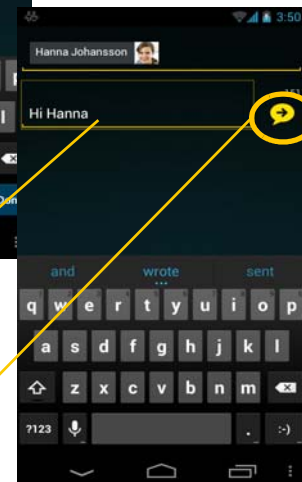 3:50
Hanna Johansson
Hi Hanna
and wrote sent
q w e r t y u i o p
a s d f g h j k l
z x c v b n m
?123 . :-)